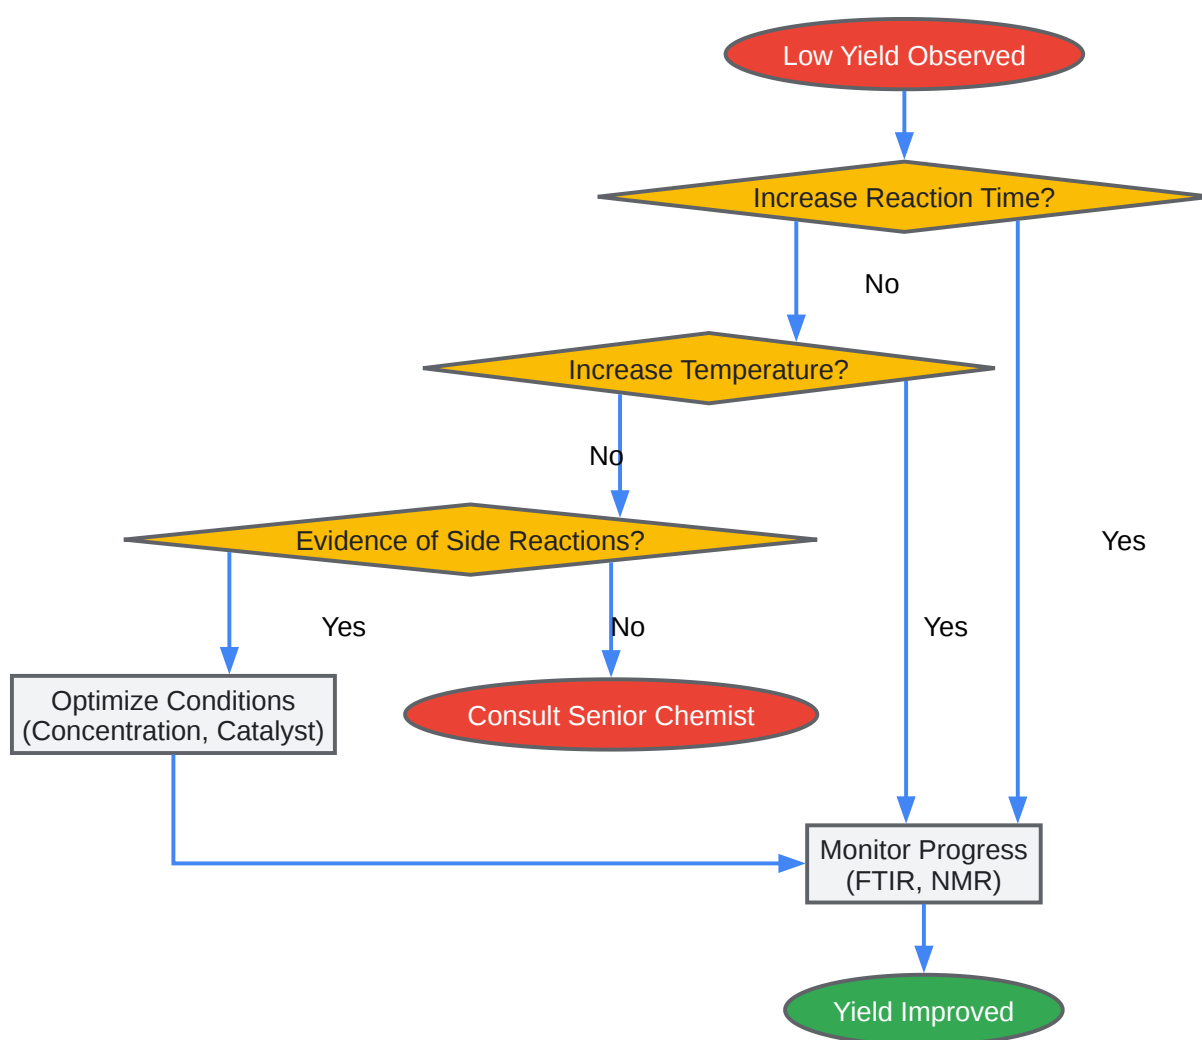 Low Yield Observed
Increase Reaction Time?
No
Increase Temperature?
No
Evidence of Side Reactions?
Yes
Yes
No
Yes
Optimize Conditions
(Concentration, Catalyst)
Consult Senior Chemist
Monitor Progress
(FTIR, NMR)
Yield Improved